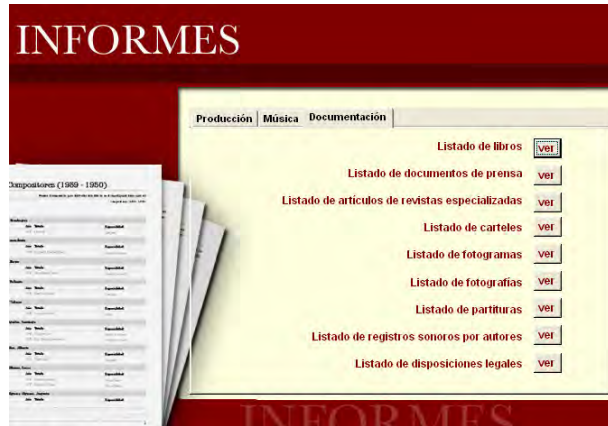 INFORMES
Producción Música Documentación
Listado de libros ver
Listado de documentos de prensa ver
Listado de artículos de revistas especializadas ver
Listado de carteles ver
Listado de fotogramas ver
Listado de fotografías ver
Listado de partituras ver
Listado de registros sonoros por autores ver
Listado de disposiciones legales ver
Compositores (1989 - 1950)
INFORMES